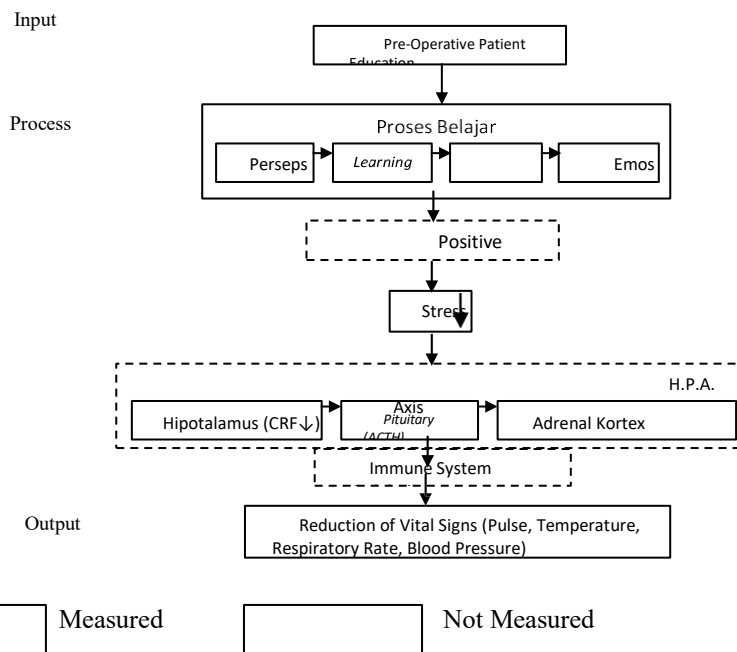 Input
Pre-Operative Patient
Education
Process
Proses Belajar
Perseps
Learning
Emos
Positive
Stress
H.P.A.
Axis
Hipotalamus (CRF↓)
Pituitary
(ACTH)
Adrenal Kortex
Immune System
Output
Reduction of Vital Signs (Pulse, Temperature,
Respiratory Rate, Blood Pressure)
Measured
Not Measured